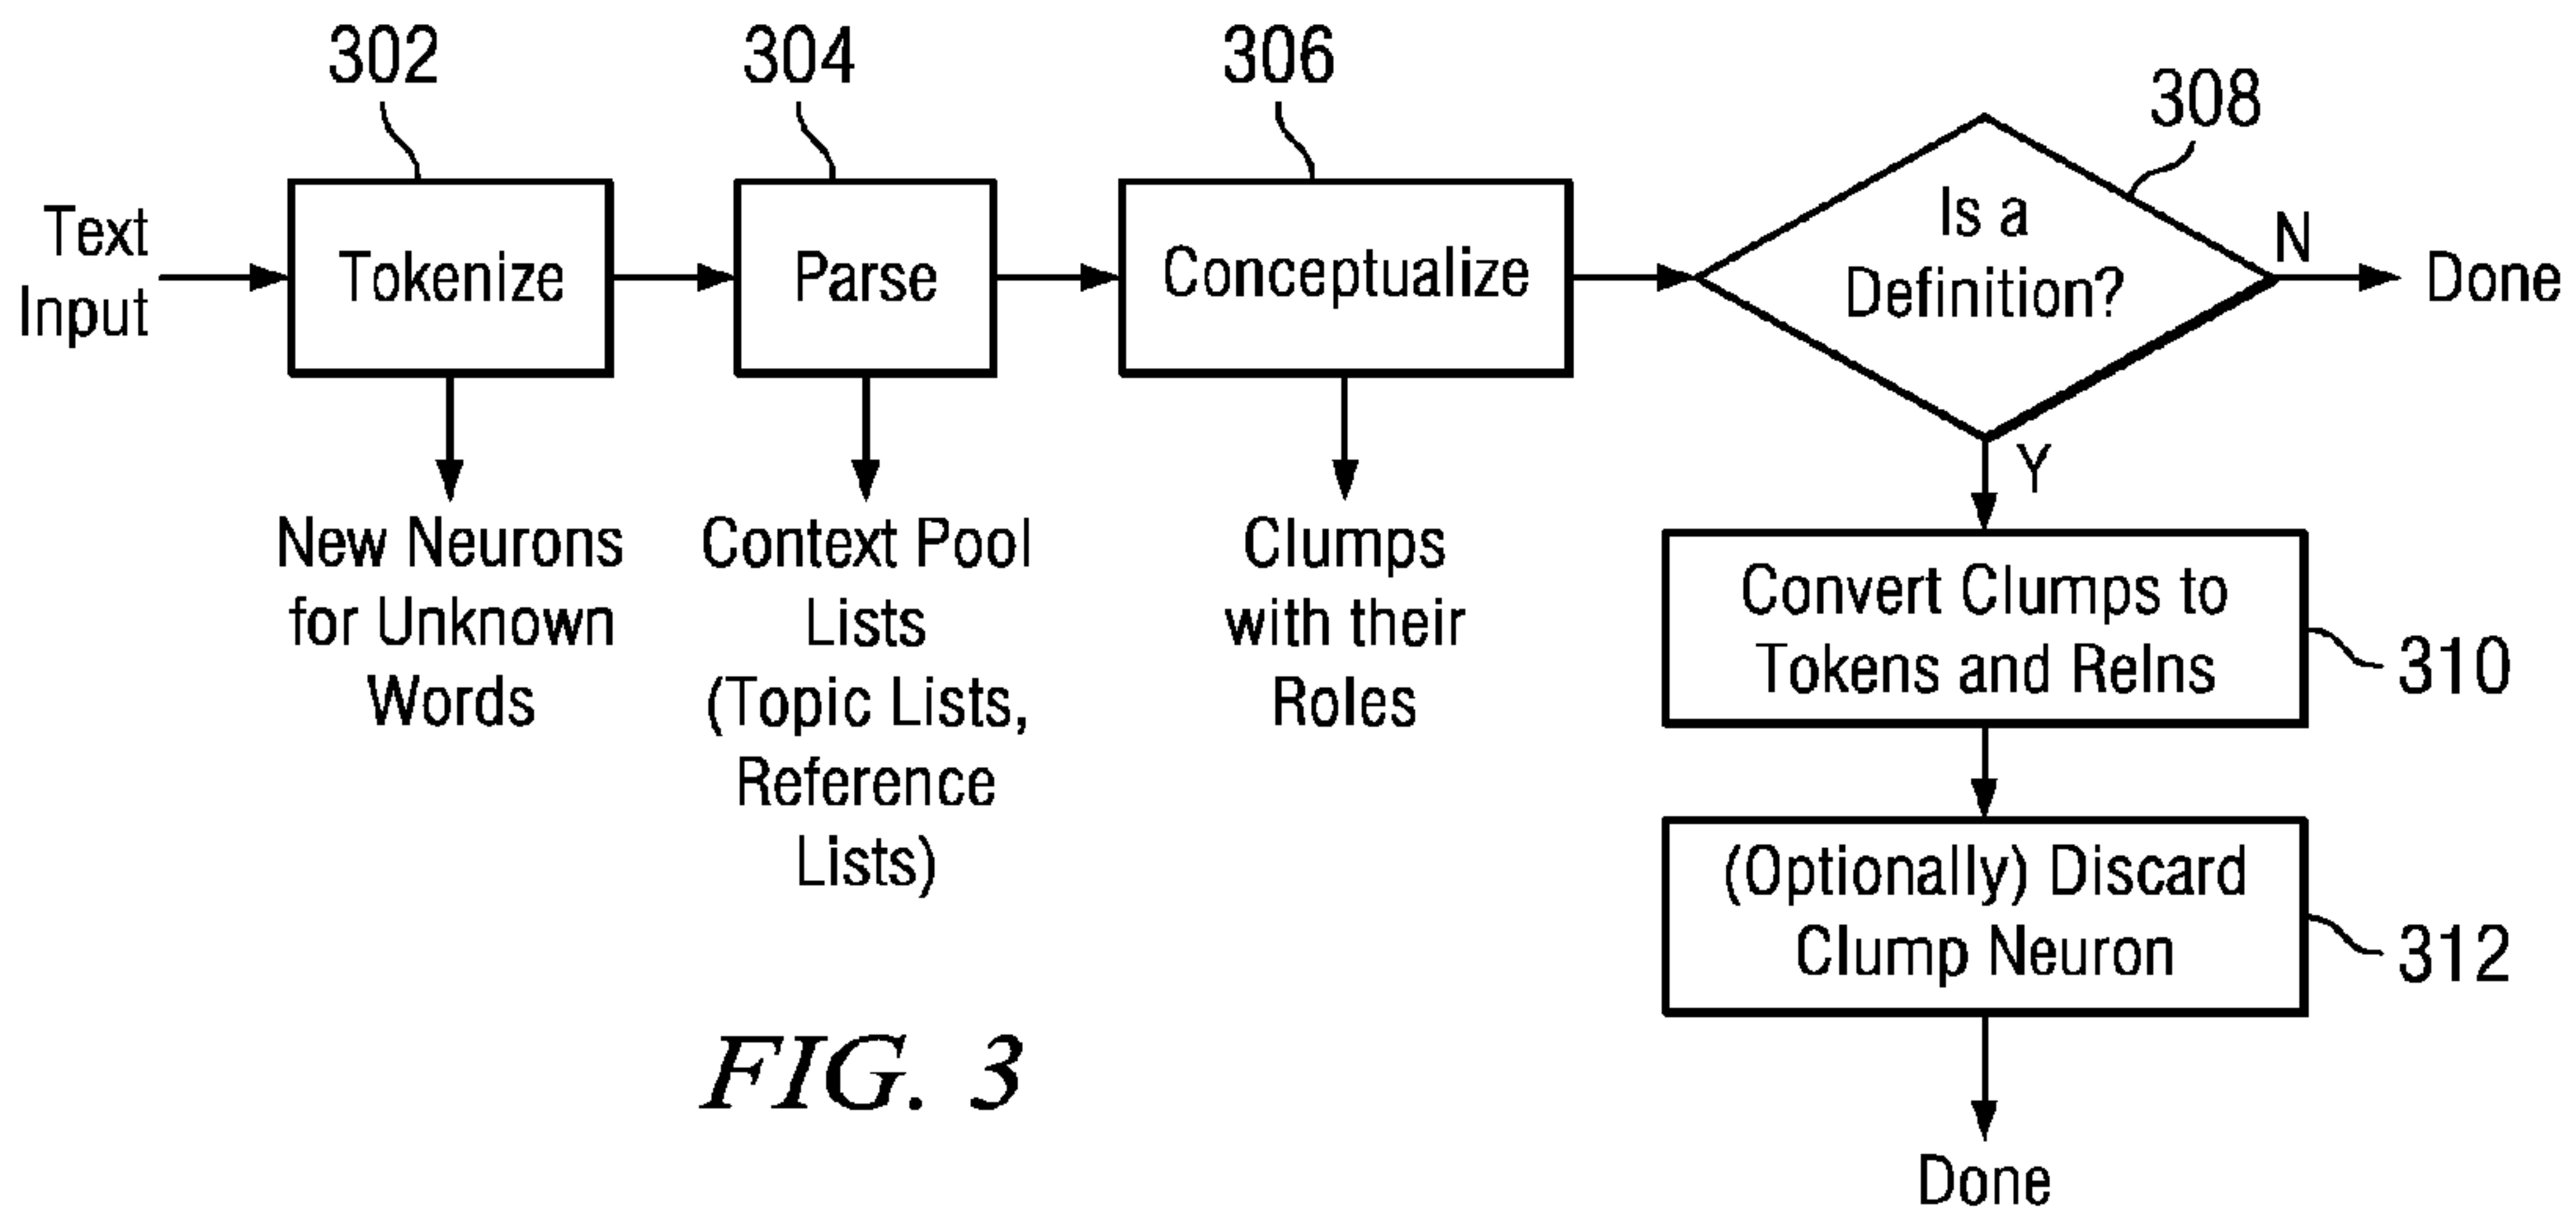 302
304
306
308
Text
Input
Tokenize
Parse
Conceptualize
Is a
Definition?
N
Done
Y
New Neurons
for Unknown
Words
Context Pool
Lists
(Topic Lists,
Reference
Lists)
Clumps
with their
Roles
Convert Clumps to
Tokens and Relns
310
(Optionally) Discard
Clump Neuron
312
Done
FIG. 3